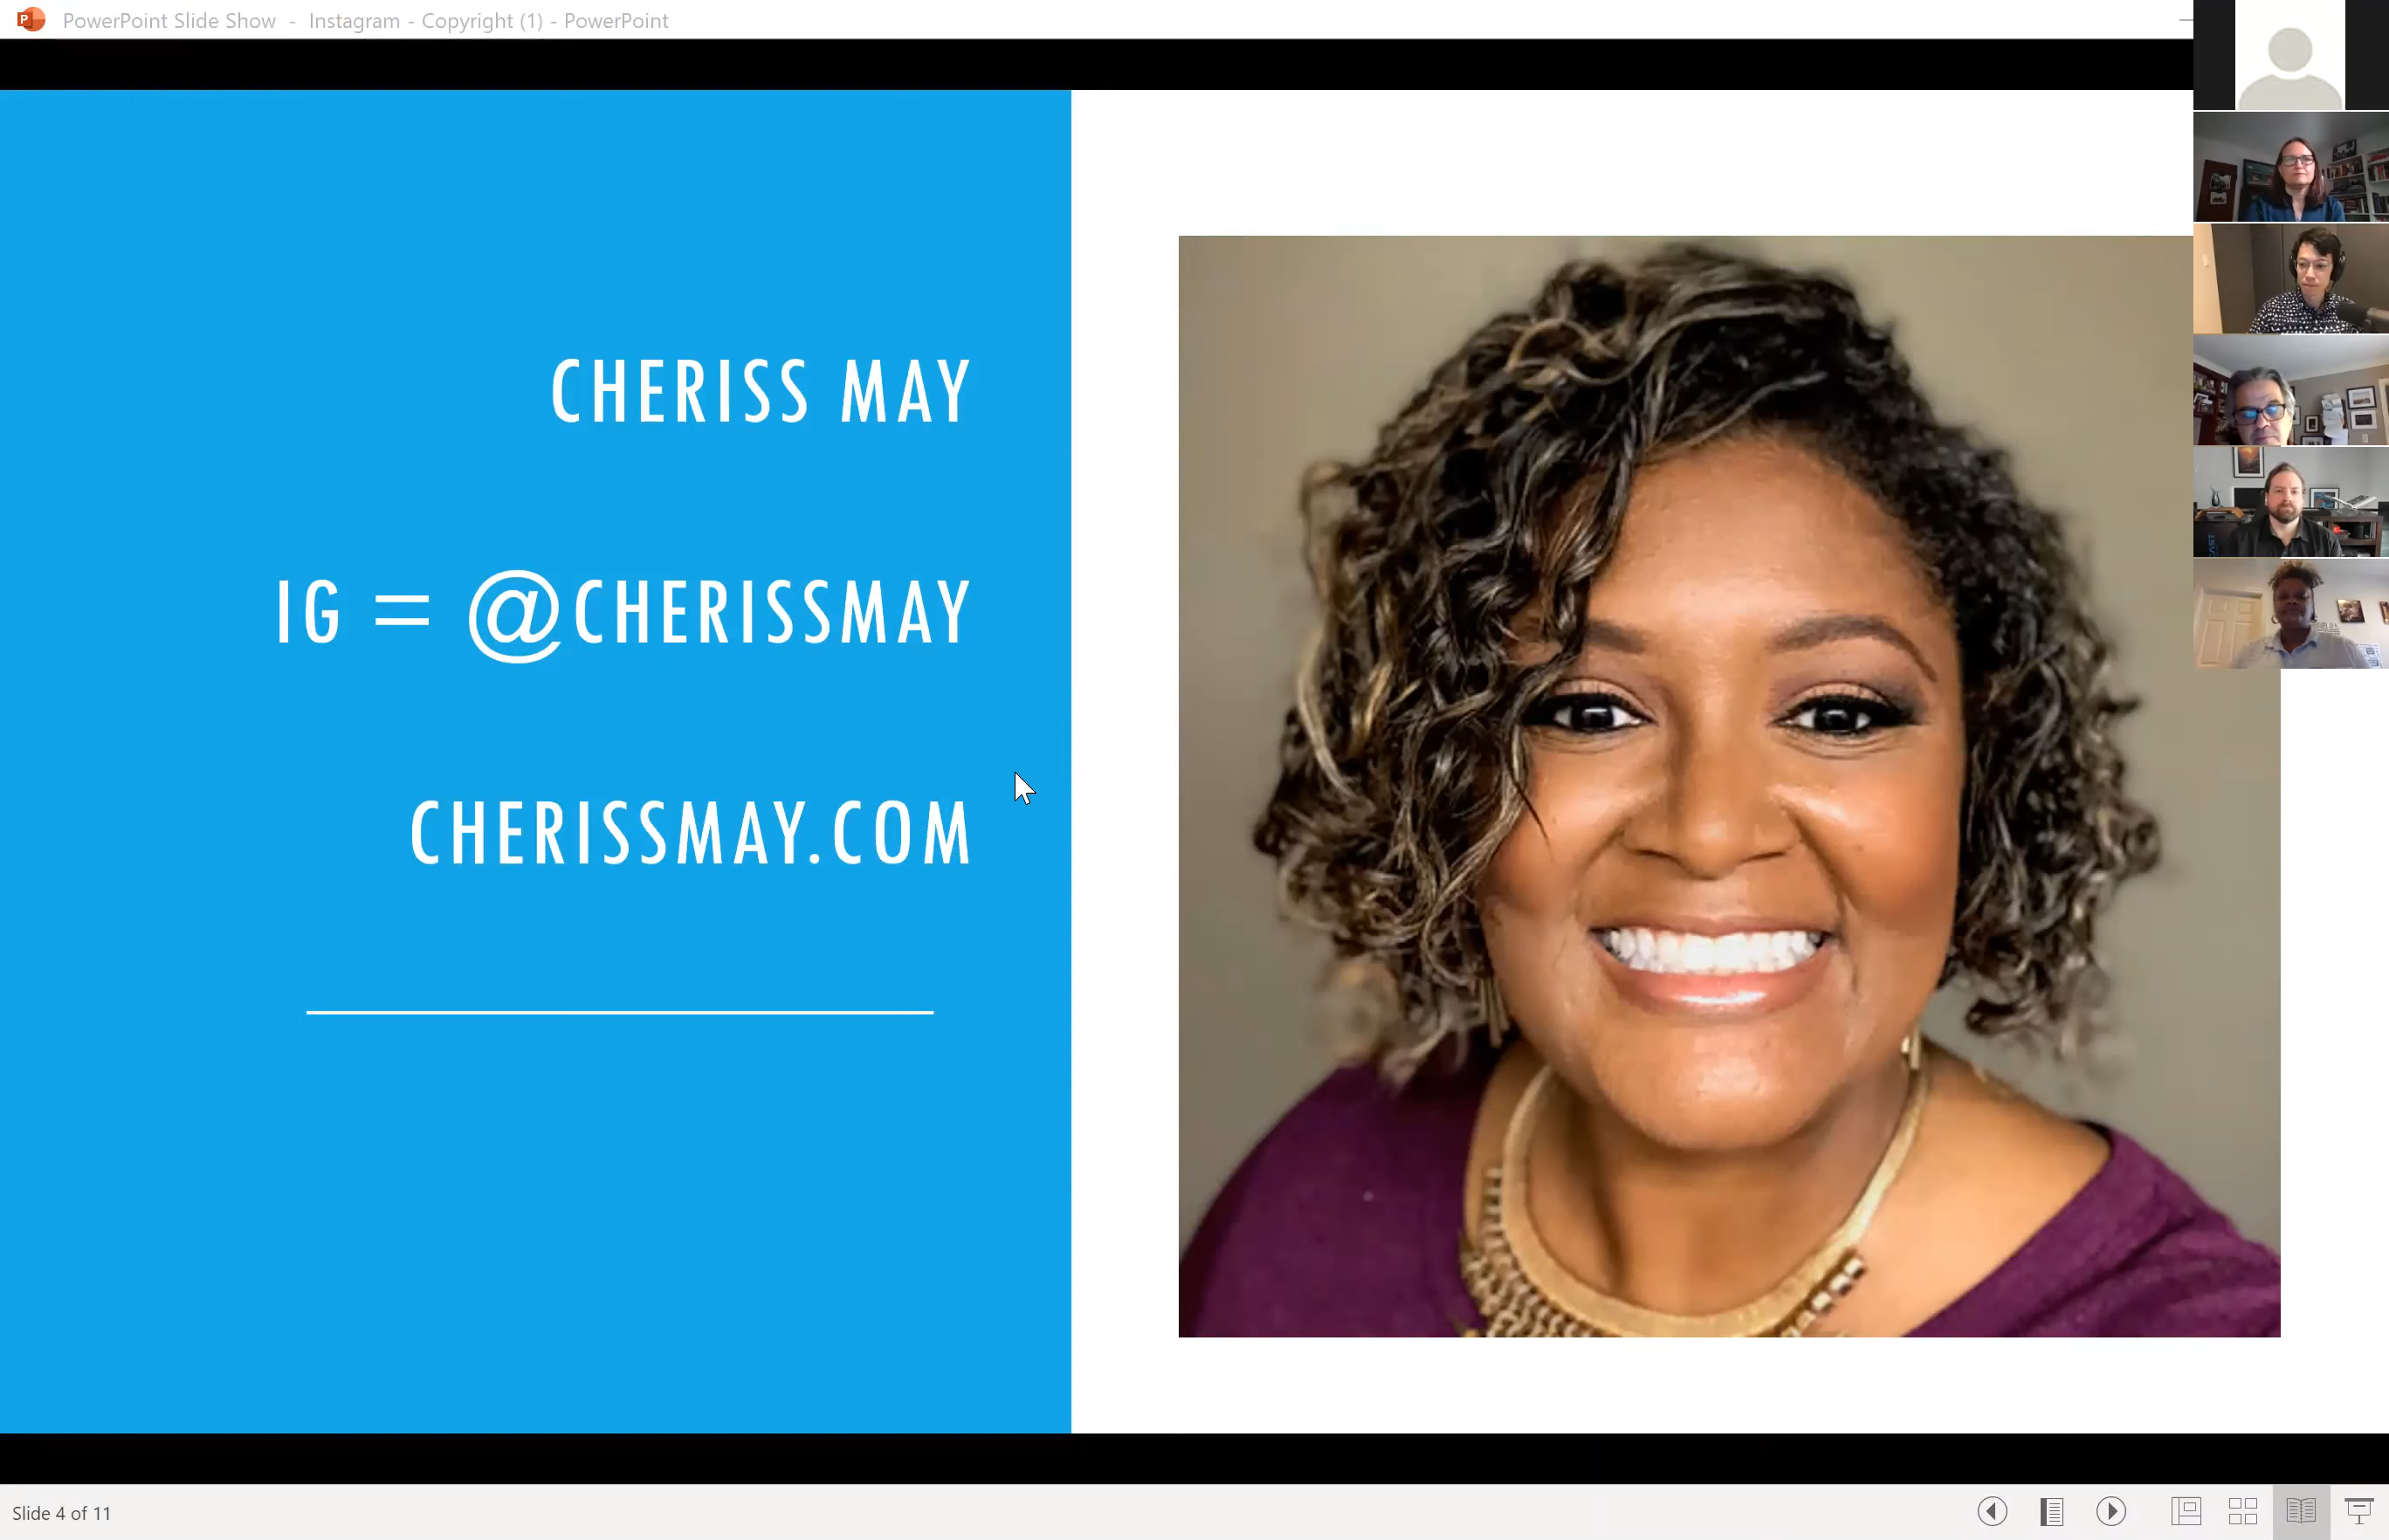 PowerPoint Slide Show - Instagram - Copyright (1) - PowerPoint
CHERISS MAY
IG = @CHERISSMAY
CHERISSMAY.COM
Slide 4 of 11